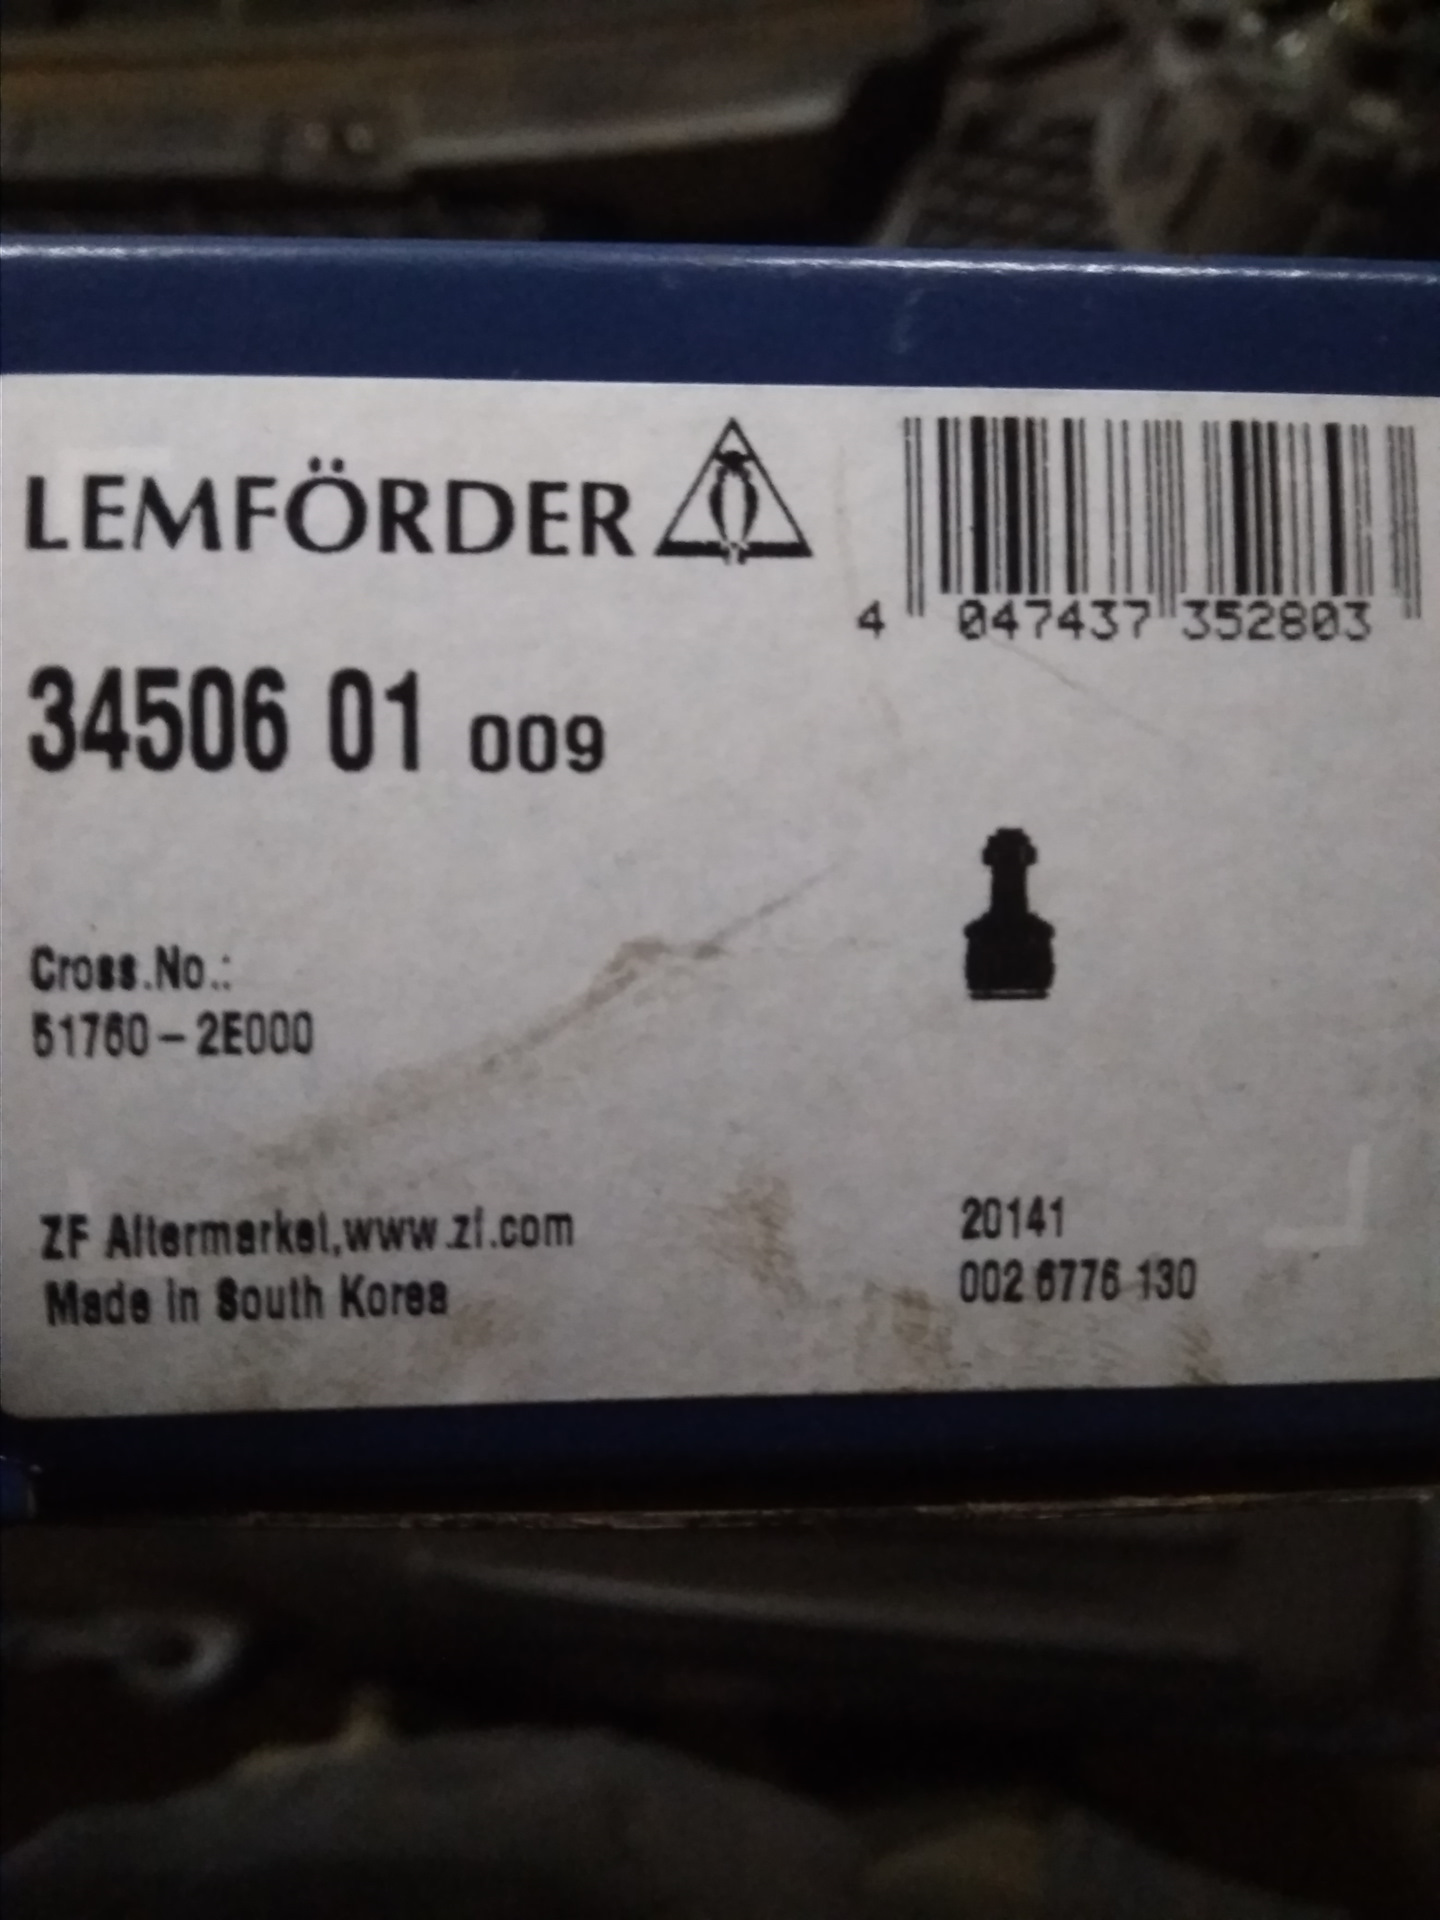 LEMFÖRDER
4 047437 352803
34506 01 009
Cross.No.:
51760-2E000
ZF Aftermarket,www.zf.com
Made in South Korea
20141
002 6776 130